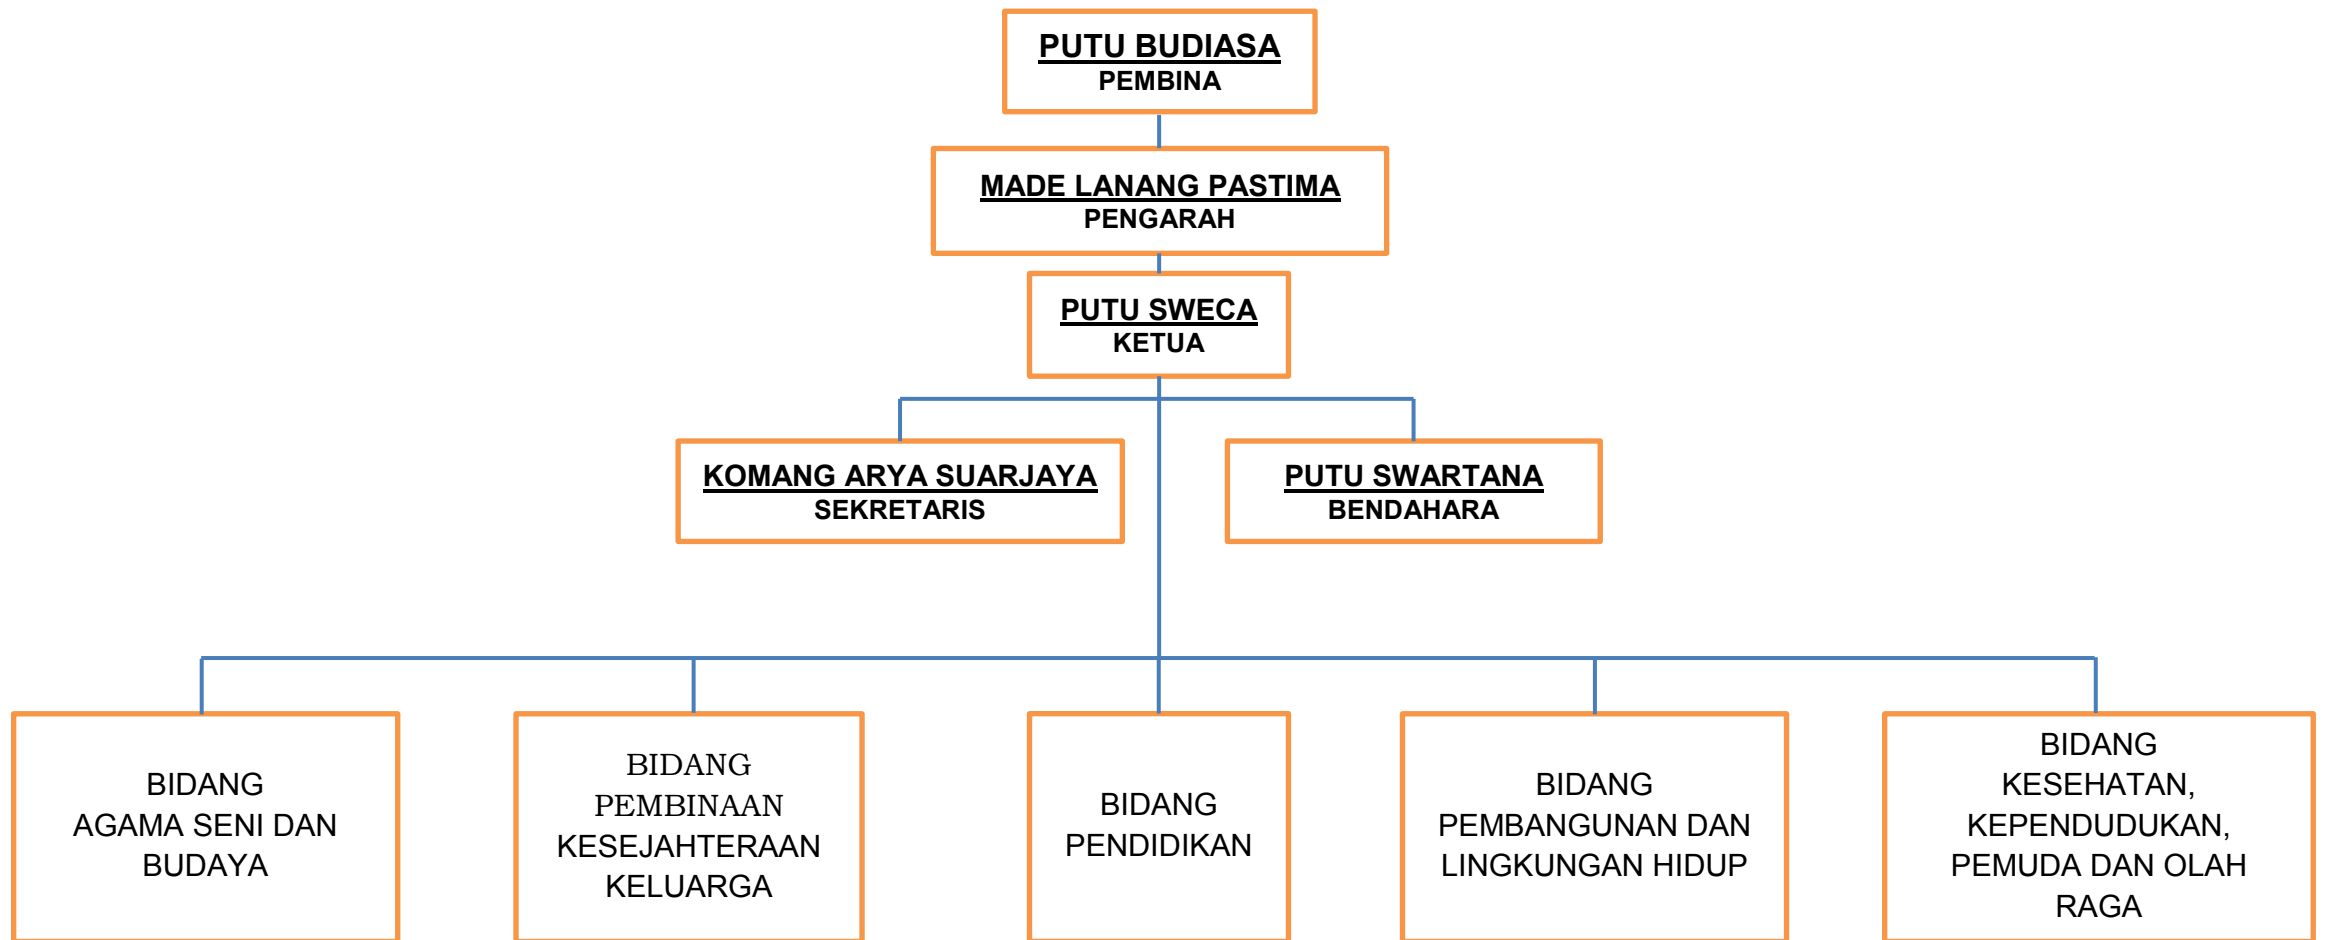 PUTU BUDIASA
PEMBINA
MADE LANANG PASTIMA
PENGARAH
PUTU SWECA
KETUA
KOMANG ARYA SUARJAYA
SEKRETARIS
PUTU SWARTANA
BENDAHARA
BIDANG
AGAMA SENI DAN
BUDAYA
BIDANG
PEMBINAAN
KESEJAHTERAAN
KELUARGA
BIDANG
PENDIDIKAN
BIDANG
PEMBANGUNAN DAN
LINGKUNGAN HIDUP
BIDANG
KESEHATAN,
KEPENDUDUKAN,
PEMUDA DAN OLAH
RAGA